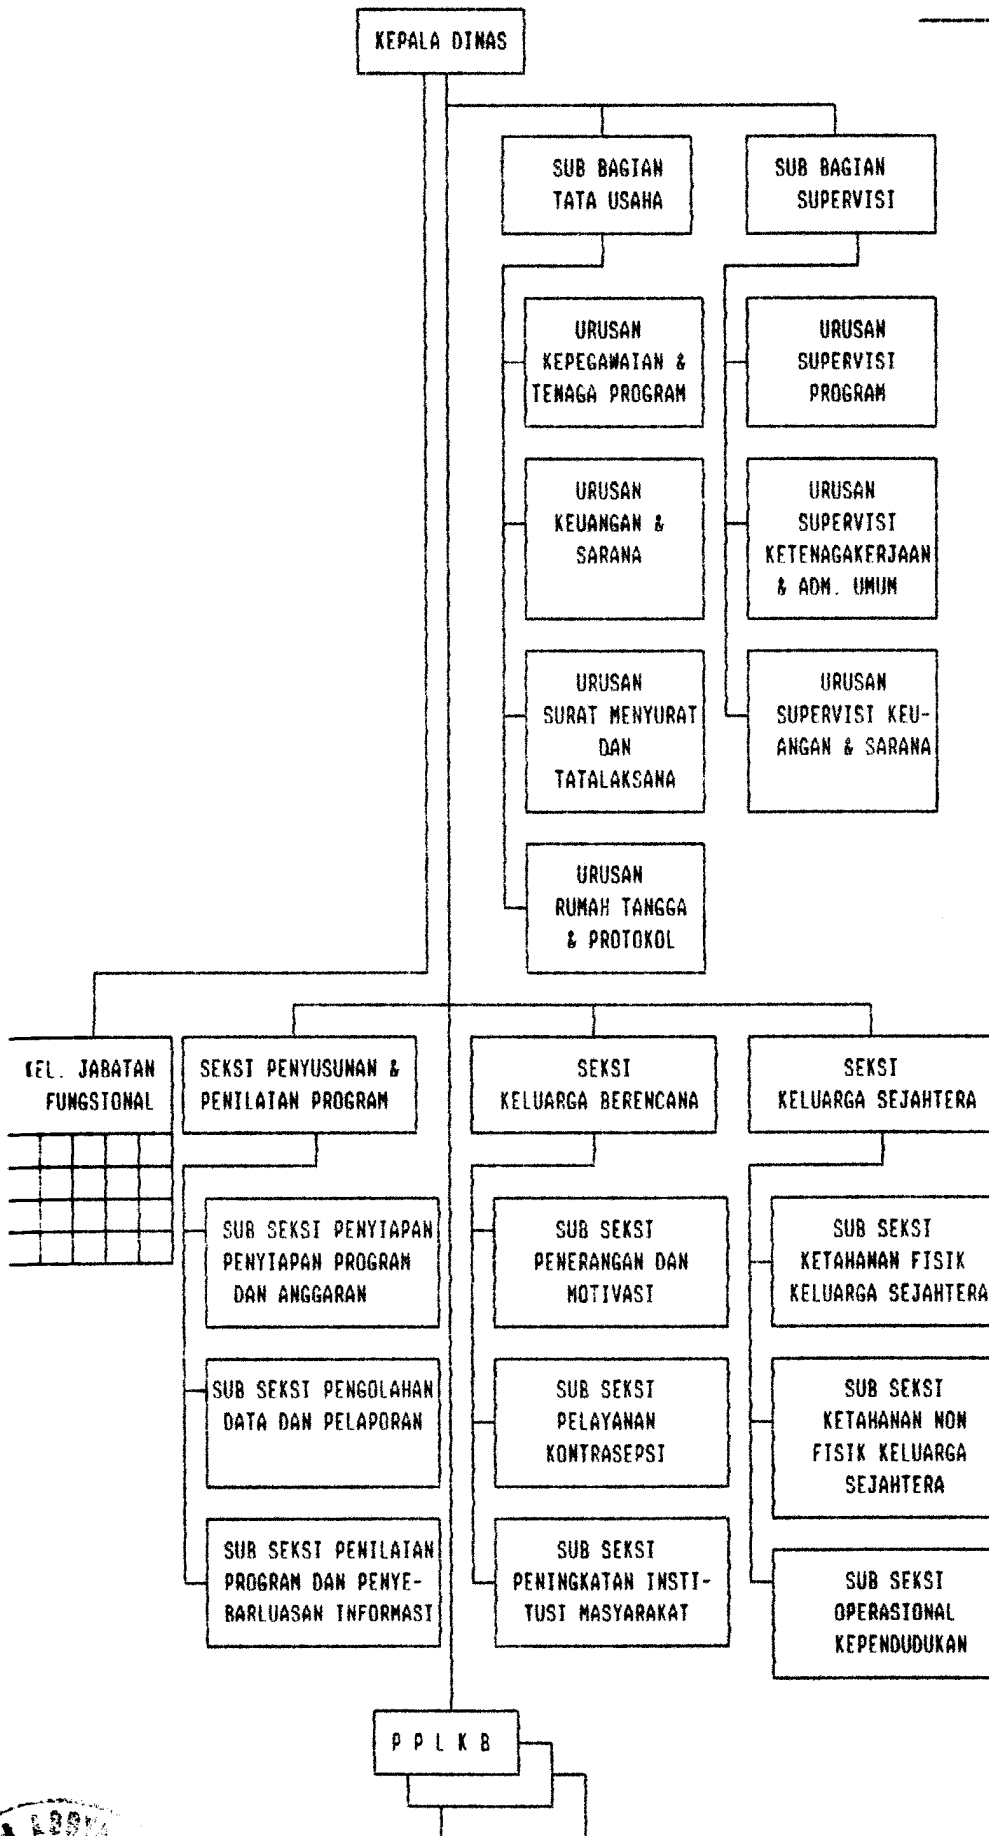 KEPALA DINAS
SUB BAGIAN
TATA USAHA
SUB BAGIAN
SUPERVISI
URUSAN
KEPEGAWAIAN &
TENAGA PROGRAM
URUSAN
SUPERVISI
PROGRAM
URUSAN
KEUANGAN &
SARANA
URUSAN
SUPERVISI
KETENAGAKERJAAN
& ADM. UMUM
URUSAN
SURAT MENYURAT
DAN
TATALAKSANA
URUSAN
SUPERVISI KEU-
ANGAN & SARANA
URUSAN
RUMAH TANGGA
& PROTOKOL
KEL. JABATAN
FUNGSIONAL
SEKSI PENYUSUNAN &
PENILAIAN PROGRAM
SEKSI
KELUARGA BERENCANA
SEKSI
KELUARGA SEJAHTERA
SUB SEKSI PENYIAPAN
PENYIAPAN PROGRAM
DAN ANGGARAN
SUB SEKSI
PENERANGAN DAN
MOTIVASI
SUB SEKSI
KETAHANAN FISIK
KELUARGA SEJAHTERA
SUB SEKSI PENGOLAHAN
DATA DAN PELAPORAN
SUB SEKSI
PELAYANAN
KONTRASEPSI
SUB SEKSI
KETAHANAN NON
FISIK KELUARGA
SEJAHTERA
SUB SEKSI PENILAIAN
PROGRAM DAN PENYE-
BARLUASAN INFORMASI
SUB SEKSI
PENINGKATAN INSTI-
TUSI MASYARAKAT
SUB SEKSI
OPERASIONAL
KEPENDUDUKAN
P P L K B